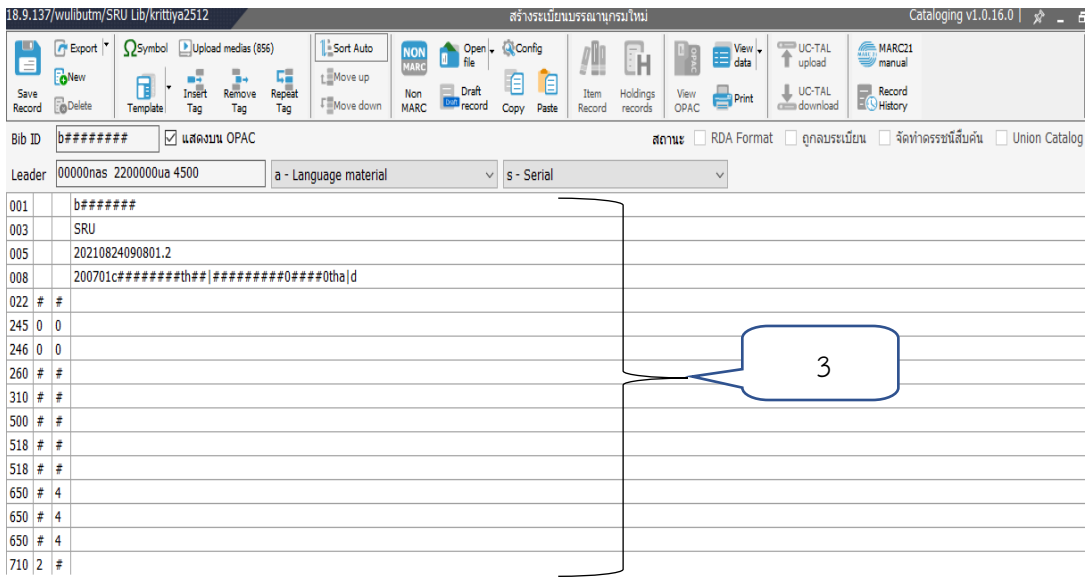 18.9.137/wulibutm/SRU Lib/krittiya2512 สร้างระเบียนบรรณานุกรมใหม่ Cataloging v1.0.16.0
Export Symbol Upload medias (856) Sort Auto NON MARC Open file Config View data UC-TAL upload MARC21 manual
New Move up
Save Record Delete Template Insert Tag Remove Tag Repeat Tag Move down Non MARC Draft record Copy Paste Item Record Holdings records View OPAC Print UC-TAL download Record History
Bib ID b######## แสดงบน OPAC สถานะ RDA Format ถูกลบระเบียน จัดทำดรรชนีสืบค้น Union Catalog
Leader 00000nas 2200000ua 4500 a - Language material s - Serial
001 b#######
003 SRU
005 20210824090801.2
008 200701c########th##|#########0####0tha|d
022 # #
245 0 0
246 0 0
260 # #
310 # #
3
500 # #
518 # #
518 # #
650 # 4
650 # 4
650 # 4
710 2 #